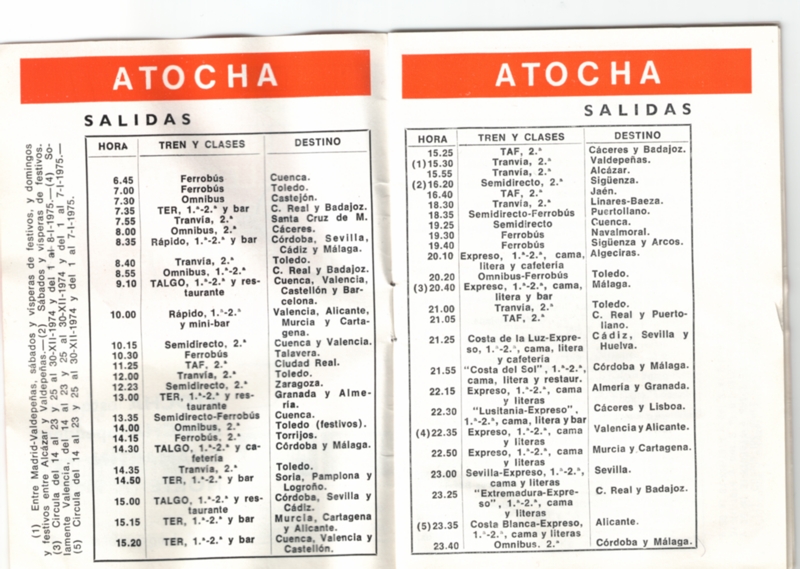 ATOCHA
SALIDAS
HORA TREN Y CLASES DESTINO
6.45 Ferrobús Cuenca.
7.00 Ferrobús Toledo.
7.30 Omnibus Castejón.
7.35 TER, 1.ª-2.ª y bar C. Real y Badajoz.
7.55 Tranvía, 2.ª Santa Cruz de M.
8.00 Omnibus, 2.ª Cáceres.
8.35 Rápido, 1.ª-2.ª y bar Córdoba, Sevilla,
Cádiz y Málaga.
8.40 Tranvía, 2.ª Toledo.
8.55 Omnibus, 1.ª-2.ª C. Real y Badajoz.
9.10 TALGO, 1.ª-2.ª y res- Cuenca, Valencia,
taurante Castellón y Bar-
celona.
10.00 Rápido, 1.ª-2.ª Valencia, Alicante,
y mini-bar Murcia y Carta-
gena.
10.15 Semidirecto, 2.ª Cuenca y Valencia.
10.30 Ferrobús Talavera.
11.25 TAF, 2.ª Ciudad Real.
12.00 Tranvía, 2.ª Toledo.
12.23 Semidirecto, 2.ª Zaragoza.
13.00 TER, 1.ª-2.ª y res- Granada y Alme-
taurante ría.
13.35 Semidirecto-Ferrobús Cuenca.
14.00 Omnibus, 2.ª Toledo (festivos).
14.15 Ferrobús, 2.ª Torrijos.
14.30 TALGO, 1.ª-2.ª y ca- Córdoba y Málaga.
fetería
14.35 Tranvía, 2.ª Toledo.
14.50 TER, 1.ª-2.ª y bar Soria, Pamplona y
Logroño.
15.00 TALGO, 1.ª-2.ª y res- Córdoba, Sevilla y
taurante Cádiz.
15.15 TER, 1.ª-2.ª y bar Murcia, Cartagena
y Alicante.
15.20 TER, 1.ª-2.ª y bar Cuenca, Valencia y
Castellón.
(1) Entre Madrid-Valdepeñas, sábados y vísperas de festivos, y domingos
y festivos entre Alcázar y Valdepeñas.—(2) Sábados y vísperas de festivos.
(3) Circula del 14 al 23 y 25 al 30-XII-1974 y del 1 al 8-I-1975.—(4) So-
lamente Valencia, del 14 al 23 y 25 al 30-XII-1974 y del 1 al 7-I-1975.—
(5) Circula del 14 al 23 y 25 al 30-XII-1974 y del 1 al 7-I-1975.
ATOCHA
SALIDAS
HORA TREN Y CLASES DESTINO
15.25 TAF, 2.ª Cáceres y Badajoz.
(1) 15.30 Tranvía, 2.ª Valdepeñas.
15.55 Tranvía, 2.ª Alcázar.
(2) 16.20 Semidirecto, 2.ª Sigüenza.
16.40 TAF, 2.ª Jaén.
18.30 Tranvía, 2.ª Linares-Baeza.
18.35 Semidirecto-Ferrobús Puertollano.
19.25 Semidirecto Cuenca.
19.30 Ferrobús Navalmoral.
19.40 Ferrobús Sigüenza y Arcos.
20.10 Expreso, 1.ª-2.ª, cama, Algeciras.
litera y cafetería
20.20 Omnibus-Ferrobús Toledo.
(3) 20.40 Expreso, 1.ª-2.ª, cama, Málaga.
litera y bar
21.00 Tranvía, 2.ª Toledo.
21.05 TAF, 2.ª C. Real y Puerto-
llano.
21.25 Costa de la Luz-Expre- Cádiz, Sevilla y
so, 1.ª-2.ª, cama, litera Huelva.
y cafetería
21.55 "Costa del Sol", 1.ª-2.ª, Córdoba y Málaga.
cama, litera y restaur.
22.15 Expreso, 1.ª-2.ª, cama Almería y Granada.
y literas
22.30 "Lusitania-Expreso", Cáceres y Lisboa.
1.ª-2.ª, cama, litera y bar
(4) 22.35 Expreso, 1.ª-2.ª, cama Valencia y Alicante.
y literas
22.50 Expreso, 1.ª-2.ª, cama Murcia y Cartagena.
y literas
23.00 Sevilla-Expreso, 1.ª-2.ª, Sevilla.
cama y literas
23.25 "Extremadura-Expre- C. Real y Badajoz.
so", 1.ª-2.ª, cama
y literas
(5) 23.35 Costa Blanca-Expreso, Alicante.
1.ª-2.ª, cama y literas
23.40 Omnibus. 2.ª Córdoba y Málaga.